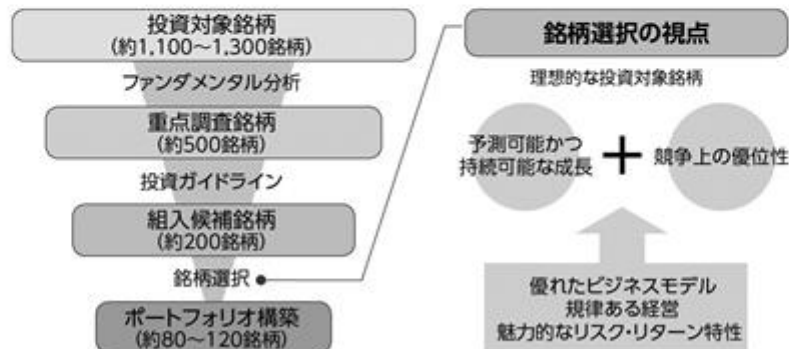 投資対象銘柄
(約1,100～1,300銘柄)
ファンダメンタル分析
重点調査銘柄
(約500銘柄)
投資ガイドライン
組入候補銘柄
(約200銘柄)
銘柄選択
ポートフォリオ構築
(約80～120銘柄)
銘柄選択の視点
理想的な投資対象銘柄
予測可能かつ
持続可能な成長
+
競争上の優位性
優れたビジネスモデル
規律ある経営
魅力的なリスク・リターン特性